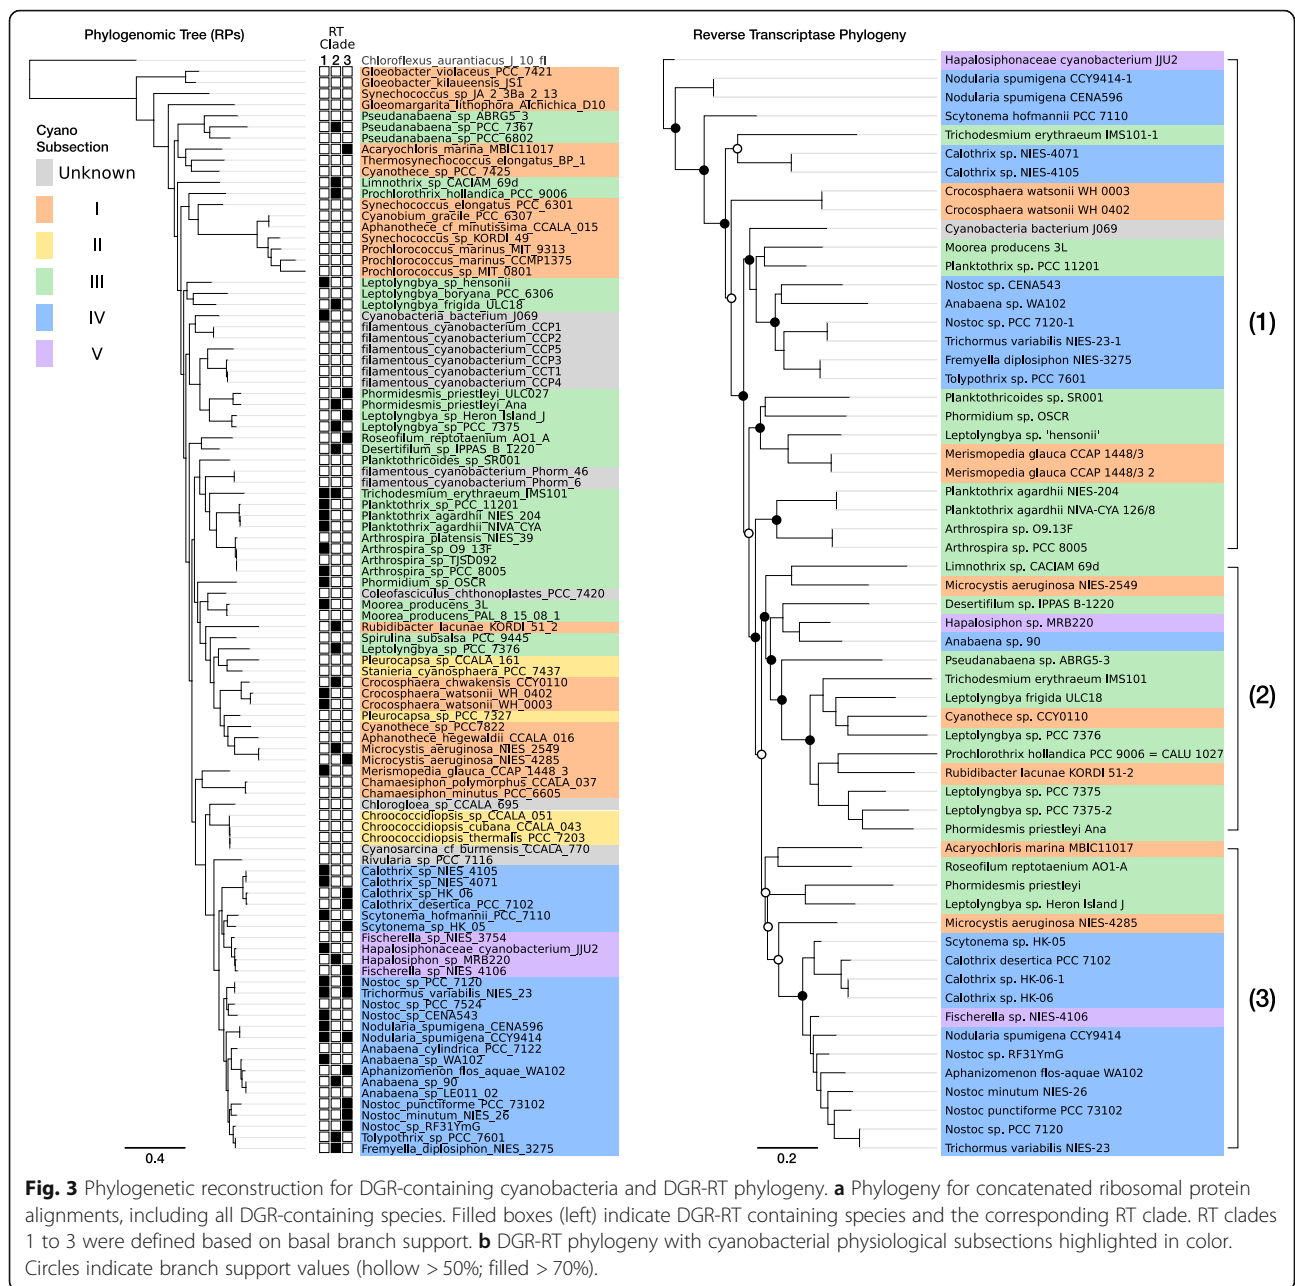 Phylogenomic Tree (RPs)
RT
Clade
1 2 3
Cyano
Subsection
Unknown
I
II
III
IV
V
Chloroflexus_aurantiacus_J_10_fl
Gloeobacter_violaceus_PCC_7421
Gloeobacter_kilaueensis_JS1
Synechococcus_sp_JA_2_3Ba_2_13
Gloeomargarita_lithophora_Alchichica_D10
Pseudanabaena_sp_ABRG5_3
Pseudanabaena_sp_PCC_7367
Pseudanabaena_sp_PCC_6802
Acaryochloris_marina_MBIC11017
Thermosynechococcus_elongatus_BP_1
Cyanothece_sp_PCC_7425
Limnothrix_sp_CACIAM_69d
Prochlorothrix_hollandica_PCC_9006
Synechococcus_elongatus_PCC_6301
Cyanobium_gracile_PCC_6307
Aphanothece_cf_minutissima_CCALA_015
Synechococcus_sp_KORDI_49
Prochlorococcus_marinus_MIT_9313
Prochlorococcus_marinus_CCMP1375
Prochlorococcus_sp_MIT_0801
Leptolyngbya_sp_hensonii
Leptolyngbya_boryana_PCC_6306
Leptolyngbya_frigida_ULC18
Cyanobacteria_bacterium_J069
filamentous_cyanobacterium_CCP1
filamentous_cyanobacterium_CCP2
filamentous_cyanobacterium_CCP5
filamentous_cyanobacterium_CCP3
filamentous_cyanobacterium_CCT1
filamentous_cyanobacterium_CCP4
Phormidesmis_priestleyi_ULC027
Phormidesmis_priestleyi_Ana
Leptolyngbya_sp_Heron_Island_J
Leptolyngbya_sp_PCC_7375
Roseofilum_reptotaenium_AO1_A
Desertifilum_sp_IPPAS_B_1220
Planktothricoides_sp_SR001
filamentous_cyanobacterium_Phorm_46
filamentous_cyanobacterium_Phorm_6
Trichodesmium_erythraeum_IMS101
Planktothrix_sp_PCC_11201
Planktothrix_agardhii_NIES_204
Planktothrix_agardhii_NIVA_CYA
Arthrospira_platensis_NIES_39
Arthrospira_sp_O9_13F
Arthrospira_sp_TJSD092
Arthrospira_sp_PCC_8005
Phormidium_sp_OSCR
Coleofasciculus_chthonoplastes_PCC_7420
Moorea_producens_3L
Moorea_producens_PAL_8_15_08_1
Rubidibacter_lacunae_KORDI_51_2
Spirulina_subsalsa_PCC_9445
Leptolyngbya_sp_PCC_7376
Pleurocapsa_sp_CCALA_161
Stanieria_cyanosphaera_PCC_7437
Crocosphaera_chwakensis_CCY0110
Crocosphaera_watsonii_WH_0402
Crocosphaera_watsonii_WH_0003
Pleurocapsa_sp_PCC_7327
Cyanothece_sp_PCC7822
Aphanothece_hegewaldii_CCALA_016
Microcystis_aeruginosa_NIES_2549
Microcystis_aeruginosa_NIES_4285
Merismopedia_glauca_CCAP_1448_3
Chamaesiphon_polymorphus_CCALA_037
Chamaesiphon_minutus_PCC_6605
Chlorogloea_sp_CCALA_695
Chroococcidiopsis_sp_CCALA_051
Chroococcidiopsis_cubana_CCALA_043
Chroococcidiopsis_thermalis_PCC_7203
Cyanosarcina_cf_burmensis_CCALA_770
Rivularia_sp_PCC_7116
Calothrix_sp_NIES_4105
Calothrix_sp_NIES_4071
Calothrix_sp_HK_06
Calothrix_desertica_PCC_7102
Scytonema_hofmannii_PCC_7110
Scytonema_sp_HK_05
Fischerella_sp_NIES_3754
Hapalosiphonaceae_cyanobacterium_JJU2
Hapalosiphon_sp_MRB220
Fischerella_sp_NIES_4106
Nostoc_sp_PCC_7120
Trichormus_variabilis_NIES_23
Nostoc_sp_PCC_7524
Nostoc_sp_CENA543
Nodularia_spumigena_CENA596
Nodularia_spumigena_CCY9414
Anabaena_cylindrica_PCC_7122
Anabaena_sp_WA102
Aphanizomenon_flos_aquae_WA102
Anabaena_sp_90
Anabaena_sp_LE011_02
Nostoc_punctiforme_PCC_73102
Nostoc_minutum_NIES_26
Nostoc_sp_RF31YmG
Tolypothrix_sp_PCC_7601
Fremyella_diplosiphon_NIES_3275
0.4
Reverse Transcriptase Phylogeny
Hapalosiphonaceae cyanobacterium JJU2
Nodularia spumigena CCY9414-1
Nodularia spumigena CENA596
Scytonema hofmannii PCC 7110
Trichodesmium erythraeum IMS101-1
Calothrix sp. NIES-4071
Calothrix sp. NIES-4105
Crocosphaera watsonii WH 0003
Crocosphaera watsonii WH 0402
Cyanobacteria bacterium J069
Moorea producens 3L
Planktothrix sp. PCC 11201
Nostoc sp. CENA543
Anabaena sp. WA102
Nostoc sp. PCC 7120-1
Trichormus variabilis NIES-23-1
Fremyella diplosiphon NIES-3275
Tolypothrix sp. PCC 7601
Planktothricoides sp. SR001
Phormidium sp. OSCR
Leptolyngbya sp. 'hensonii'
Merismopedia glauca CCAP 1448/3
Merismopedia glauca CCAP 1448/3 2
Planktothrix agardhii NIES-204
Planktothrix agardhii NIVA-CYA 126/8
Arthrospira sp. O9.13F
Arthrospira sp. PCC 8005
(1)
Limnothrix sp. CACIAM 69d
Microcystis aeruginosa NIES-2549
Desertifilum sp. IPPAS B-1220
Hapalosiphon sp. MRB220
Anabaena sp. 90
Pseudanabaena sp. ABRG5-3
Trichodesmium erythraeum IMS101
Leptolyngbya frigida ULC18
Cyanothece sp. CCY0110
Leptolyngbya sp. PCC 7376
Prochlorothrix hollandica PCC 9006 = CALU 1027
Rubidibacter lacunae KORDI 51-2
Leptolyngbya sp. PCC 7375
Leptolyngbya sp. PCC 7375-2
Phormidesmis priestleyi Ana
(2)
Acaryochloris marina MBIC11017
Roseofilum reptotaenium AO1-A
Phormidesmis priestleyi
Leptolyngbya sp. Heron Island J
Microcystis aeruginosa NIES-4285
Scytonema sp. HK-05
Calothrix desertica PCC 7102
Calothrix sp. HK-06-1
Calothrix sp. HK-06
Fischerella sp. NIES-4106
Nodularia spumigena CCY9414
Nostoc sp. RF31YmG
Aphanizomenon flos-aquae WA102
Nostoc minutum NIES-26
Nostoc punctiforme PCC 73102
Nostoc sp. PCC 7120
Trichormus variabilis NIES-23
(3)
0.2
Fig. 3 Phylogenetic reconstruction for DGR-containing cyanobacteria and DGR-RT phylogeny. a Phylogeny for concatenated ribosomal protein
alignments, including all DGR-containing species. Filled boxes (left) indicate DGR-RT containing species and the corresponding RT clade. RT clades
1 to 3 were defined based on basal branch support. b DGR-RT phylogeny with cyanobacterial physiological subsections highlighted in color.
Circles indicate branch support values (hollow > 50%; filled > 70%).